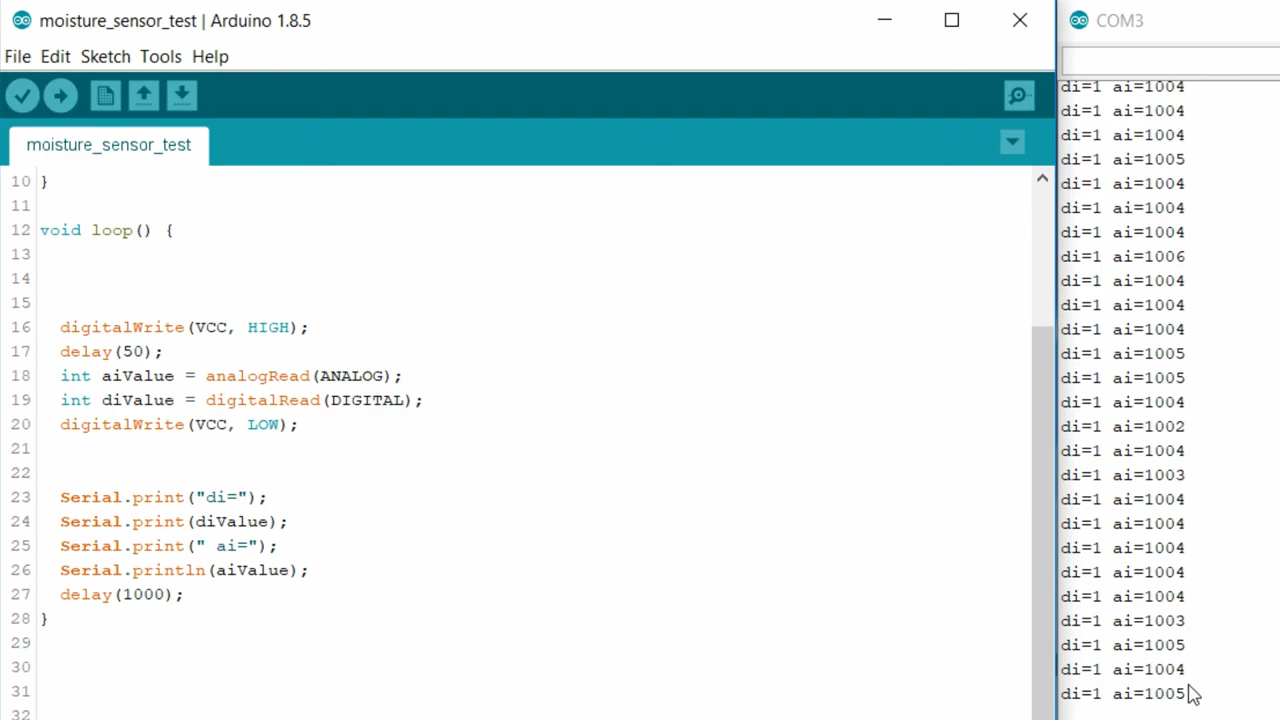 moisture_sensor_test | Arduino 1.8.5
File Edit Sketch Tools Help
moisture_sensor_test
10 }
11
12 void loop() {
13
14
15
16 digitalWrite(VCC, HIGH);
17 delay(50);
18 int aiValue = analogRead(ANALOG);
19 int diValue = digitalRead(DIGITAL);
20 digitalWrite(VCC, LOW);
21
22
23 Serial.print("di=");
24 Serial.print(diValue);
25 Serial.print(" ai=");
26 Serial.println(aiValue);
27 delay(1000);
28 }
29
30
31
32
COM3
di=1 ai=1004
di=1 ai=1004
di=1 ai=1004
di=1 ai=1005
di=1 ai=1004
di=1 ai=1004
di=1 ai=1004
di=1 ai=1006
di=1 ai=1004
di=1 ai=1004
di=1 ai=1004
di=1 ai=1005
di=1 ai=1005
di=1 ai=1004
di=1 ai=1002
di=1 ai=1004
di=1 ai=1003
di=1 ai=1004
di=1 ai=1004
di=1 ai=1004
di=1 ai=1004
di=1 ai=1004
di=1 ai=1003
di=1 ai=1005
di=1 ai=1004
di=1 ai=1005